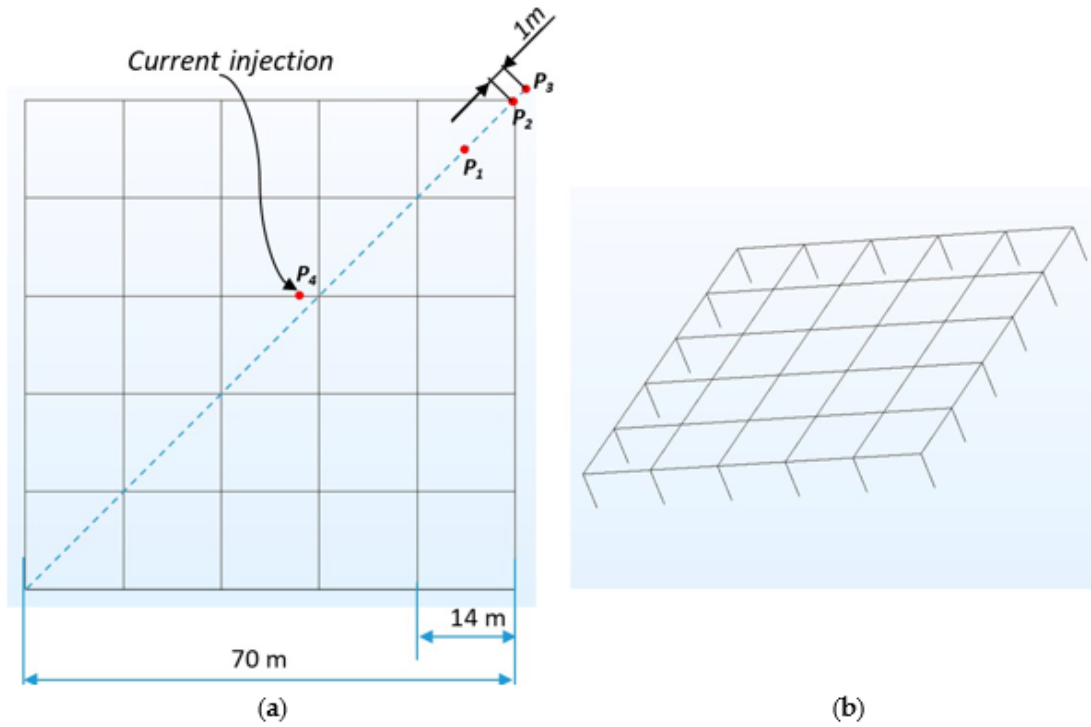 1m
Current injection
P₃
P₂
P₁
P₄
14 m
70 m
(a)
(b)